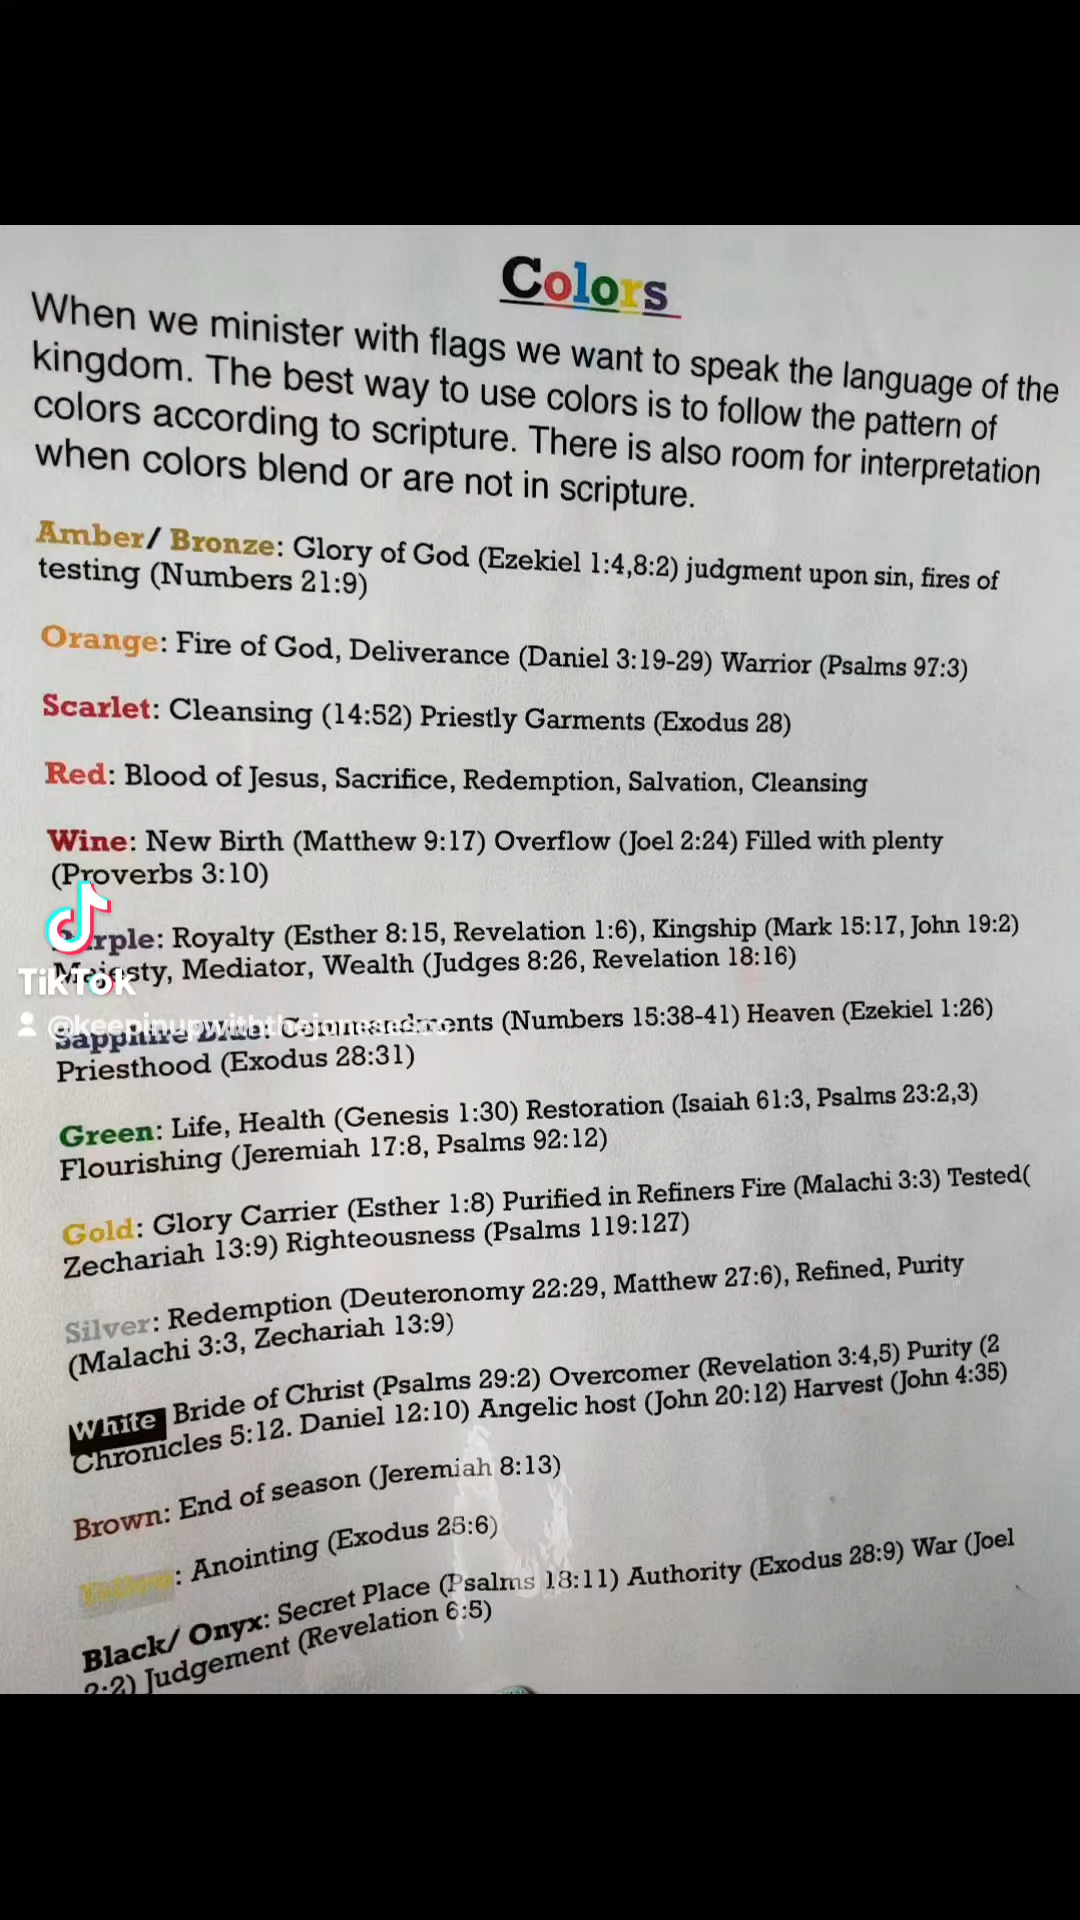 Colors
When we minister with flags we want to speak the language of the
kingdom. The best way to use colors is to follow the pattern of
colors according to scripture. There is also room for interpretation
when colors blend or are not in scripture.
Amber/ Bronze: Glory of God (Ezekiel 1:4,8:2) judgment upon sin, fires of
testing (Numbers 21:9)
Orange: Fire of God, Deliverance (Daniel 3:19-29) Warrior (Psalms 97:3)
Scarlet: Cleansing (14:52) Priestly Garments (Exodus 28)
Red: Blood of Jesus, Sacrifice, Redemption, Salvation, Cleansing
Wine: New Birth (Matthew 9:17) Overflow (Joel 2:24) Filled with plenty
(Proverbs 3:10)
Purple: Royalty (Esther 8:15, Revelation 1:6), Kingship (Mark 15:17, John 19:2)
Majesty, Mediator, Wealth (Judges 8:26, Revelation 18:16)
TikTok
Sapphire Blue: Commandments (Numbers 15:38-41) Heaven (Ezekiel 1:26)
Priesthood (Exodus 28:31)
Green: Life, Health (Genesis 1:30) Restoration (Isaiah 61:3, Psalms 23:2,3)
Flourishing (Jeremiah 17:8, Psalms 92:12)
Gold: Glory Carrier (Esther 1:8) Purified in Refiners Fire (Malachi 3:3) Tested(
Zechariah 13:9) Righteousness (Psalms 119:127)
Silver: Redemption (Deuteronomy 22:29, Matthew 27:6), Refined, Purity
(Malachi 3:3, Zechariah 13:9)
White Bride of Christ (Psalms 29:2) Overcomer (Revelation 3:4,5) Purity (2
Chronicles 5:12. Daniel 12:10) Angelic host (John 20:12) Harvest (John 4:35)
Brown: End of season (Jeremiah 8:13)
Yellow: Anointing (Exodus 25:6)
Black/ Onyx: Secret Place (Psalms 18:11) Authority (Exodus 28:9) War (Joel
2:2) Judgement (Revelation 6:5)